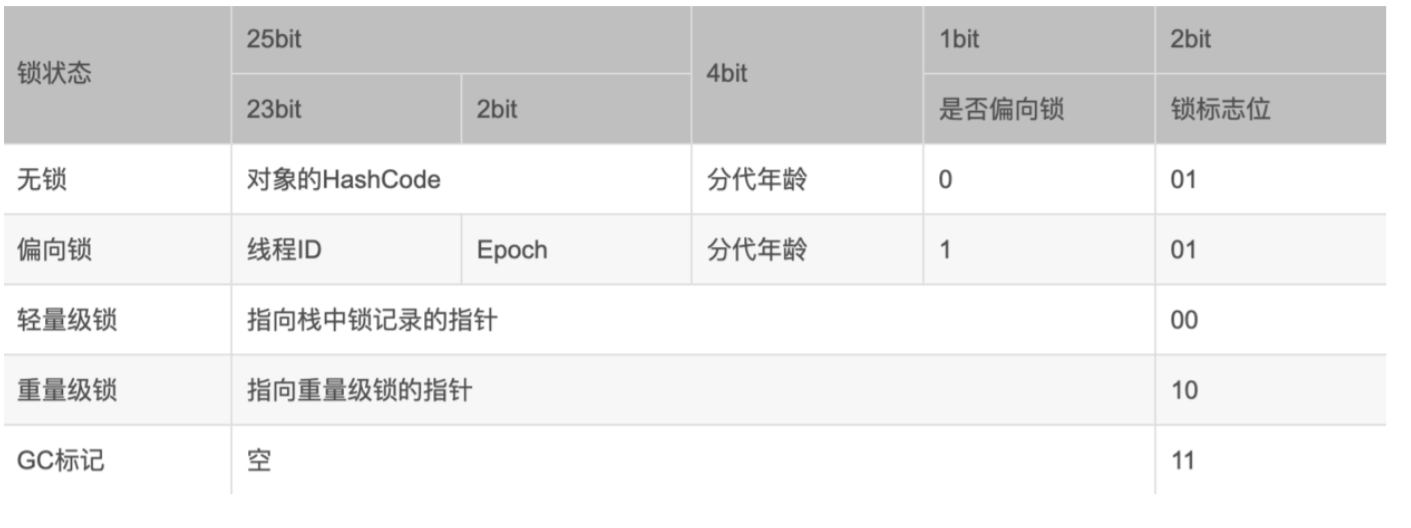 锁状态 25bit 4bit 1bit 2bit
23bit 2bit 是否偏向锁 锁标志位
无锁 对象的HashCode 分代年龄 0 01
偏向锁 线程ID Epoch 分代年龄 1 01
轻量级锁 指向栈中锁记录的指针 00
重量级锁 指向重量级锁的指针 10
GC标记 空 11